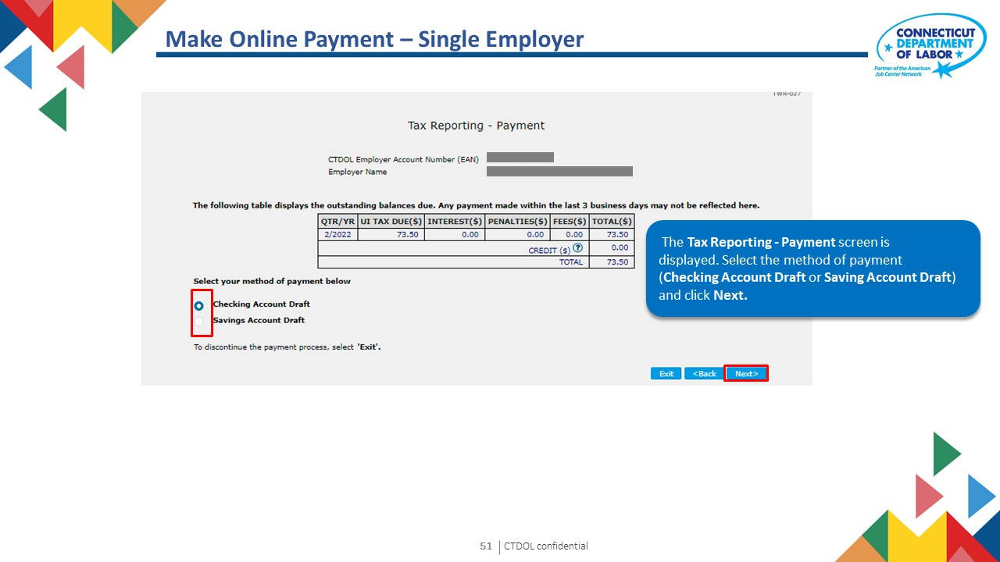 Make Online Payment – Single Employer
CONNECTICUT
DEPARTMENT
OF LABOR
Partner of the American
Job Center Network
TWR-027
Tax Reporting - Payment
CTDOL Employer Account Number (EAN)
Employer Name
The following table displays the outstanding balances due. Any payment made within the last 3 business days may not be reflected here.
QTR/YR UI TAX DUE($) INTEREST($) PENALTIES($) FEES($) TOTAL($)
2/2022 73.50 0.00 0.00 0.00 73.50
CREDIT ($) ? 0.00
TOTAL 73.50
The Tax Reporting - Payment screen is
displayed. Select the method of payment
(Checking Account Draft or Saving Account Draft)
and click Next.
Select your method of payment below
Checking Account Draft
Savings Account Draft
To discontinue the payment process, select 'Exit'.
Exit <Back Next>
51 CTDOL confidential